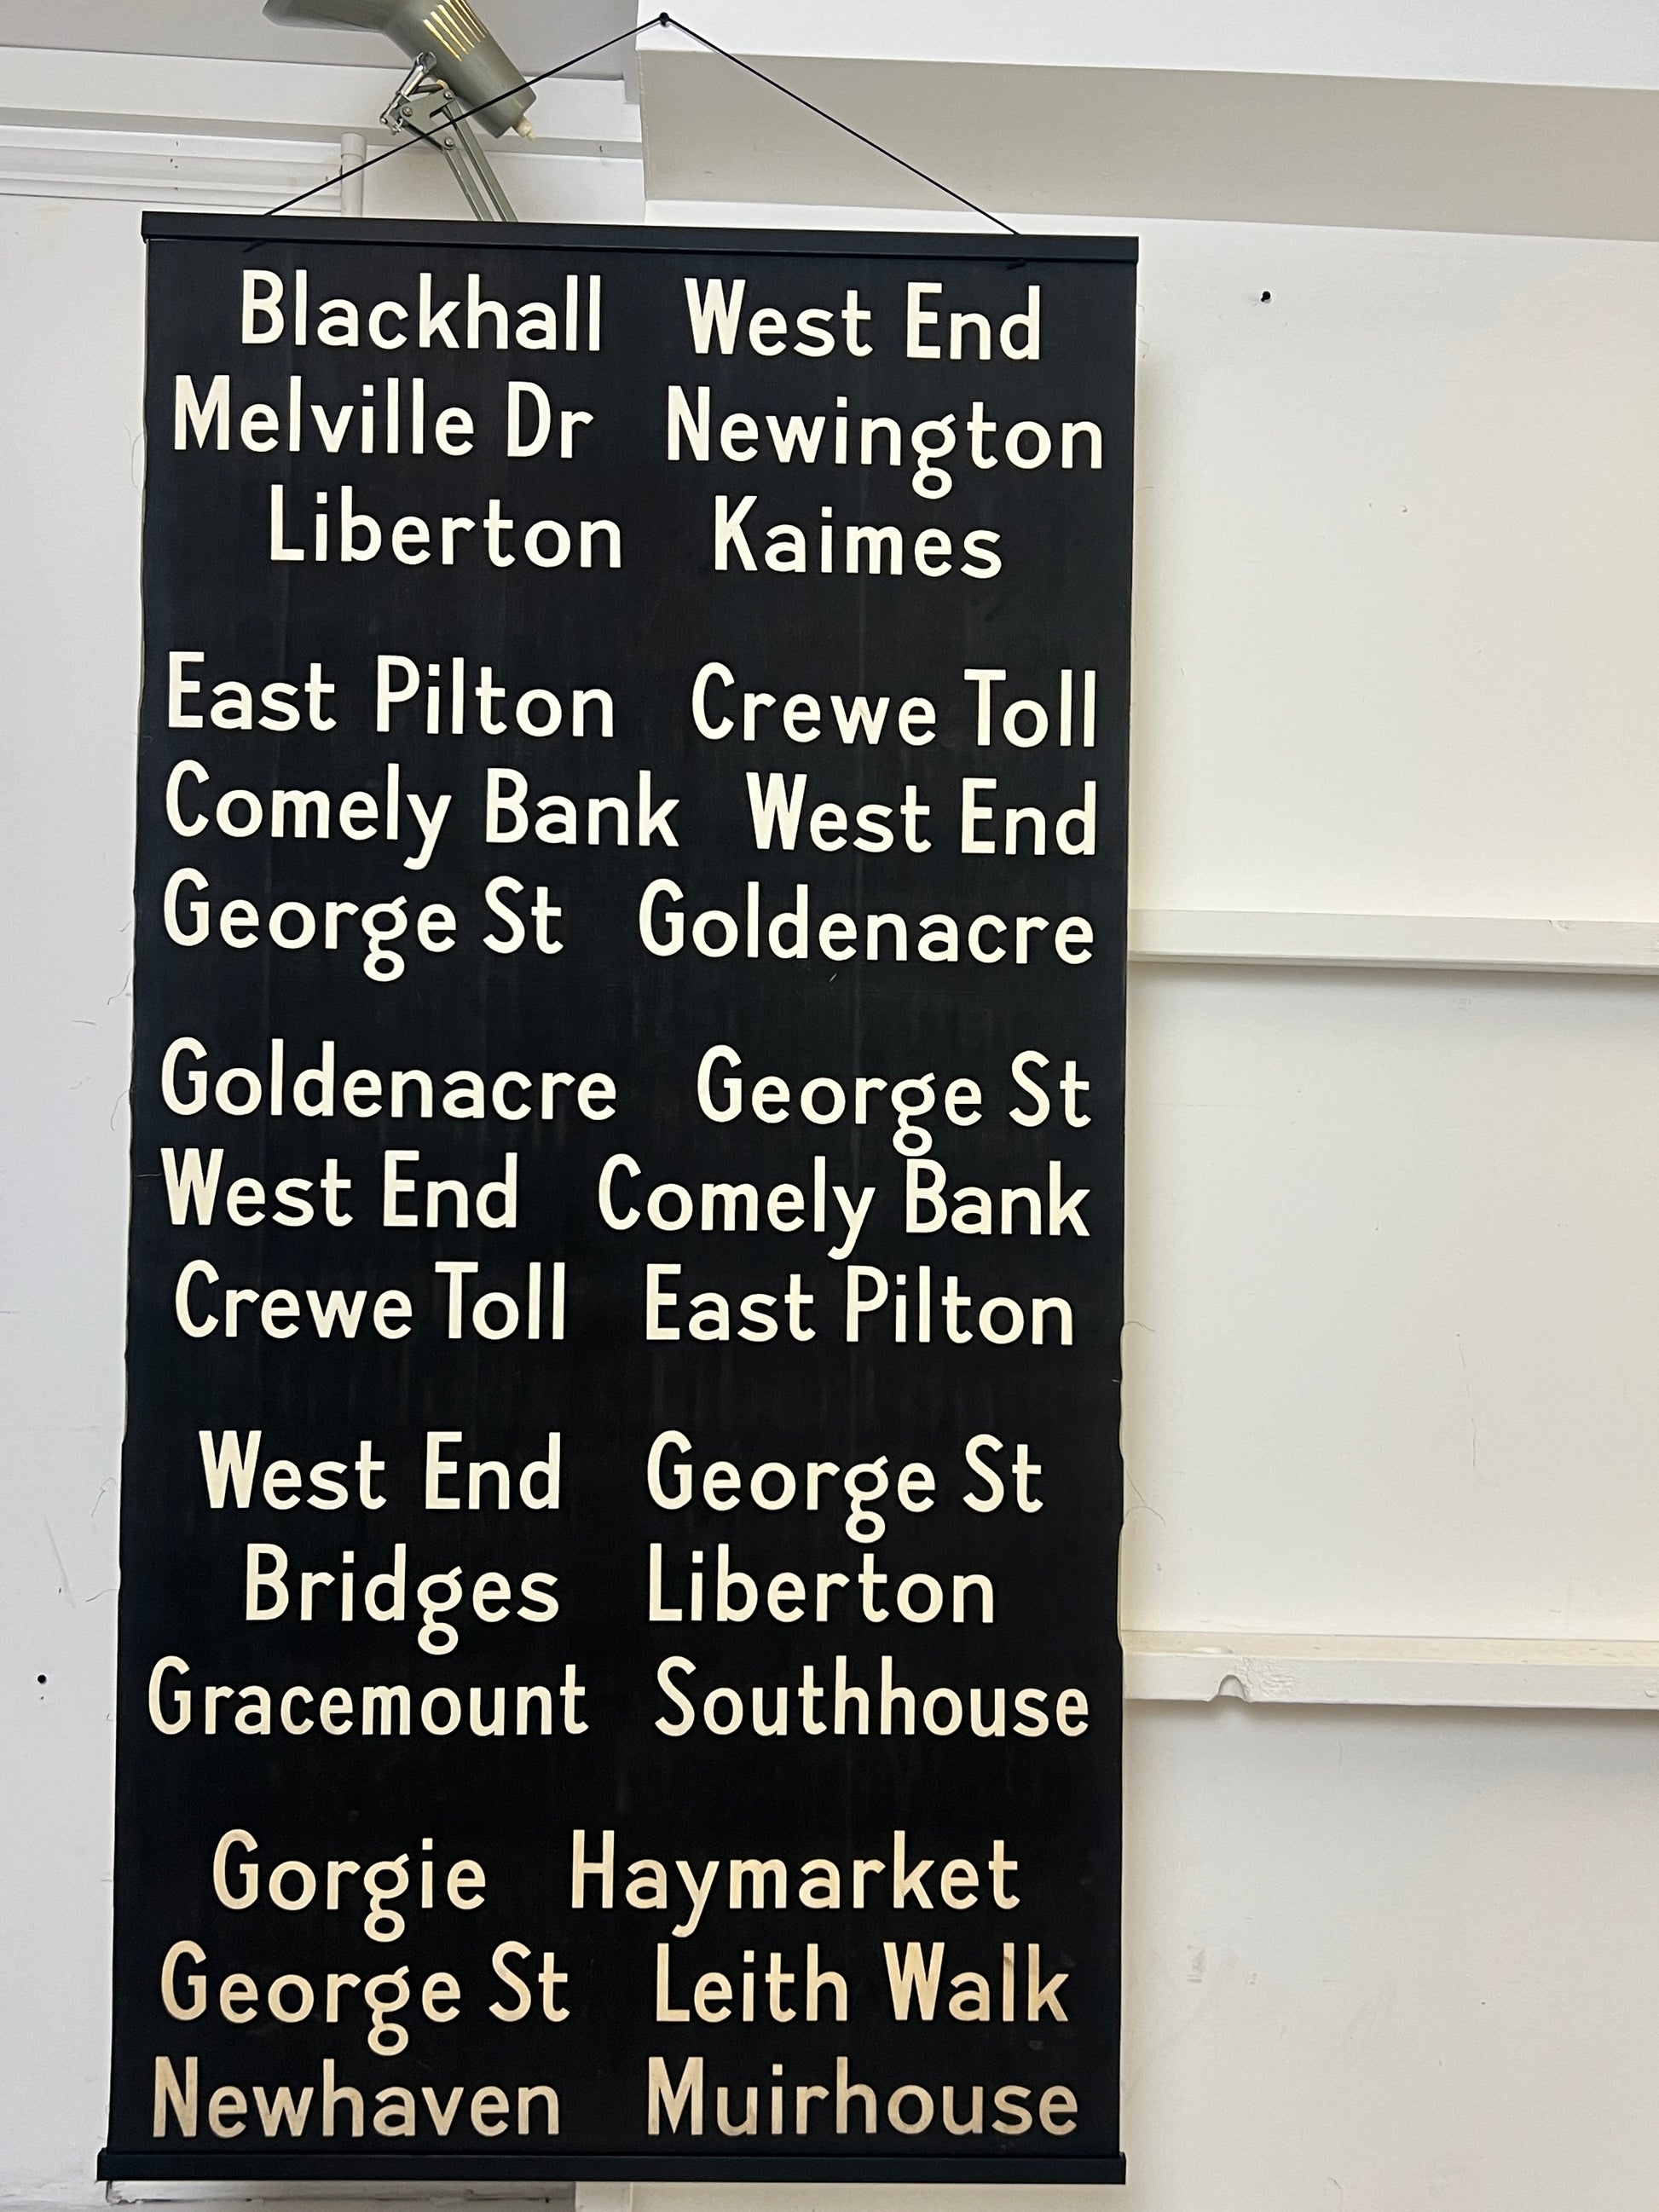 Blackhall West End
Melville Dr Newington
Liberton Kaimes
East Pilton Crewe Toll
Comely Bank West End
George St Goldenacre
Goldenacre George St
West End Comely Bank
Crewe Toll East Pilton
West End George St
Bridges Liberton
Gracemount Southhouse
Gorgie Haymarket
George St Leith Walk
Newhaven Muirhouse